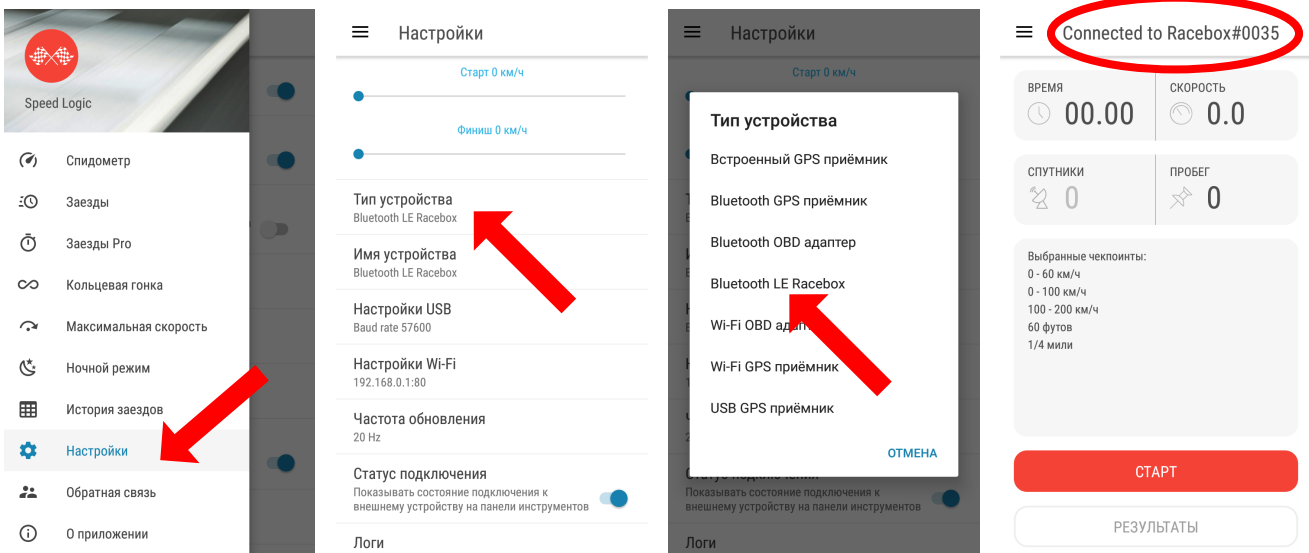 Speed Logic
Спидометр
Заезды
Заезды Pro
Кольцевая гонка
Максимальная скорость
Ночной режим
История заездов
Настройки
Обратная связь
О приложении
Настройки
Старт 0 км/ч
Финиш 0 км/ч
Тип устройства
Bluetooth LE Racebox
Имя устройства
Bluetooth LE Racebox
Настройки USB
Baud rate 57600
Настройки Wi-Fi
192.168.0.1:80
Частота обновления
20 Hz
Статус подключения
Показывать состояние подключения к
внешнему устройству на панели инструментов
Логи
Настройки
Старт 0 км/ч
Тип устройства
Встроенный GPS приёмник
Bluetooth GPS приёмник
Bluetooth OBD адаптер
Bluetooth LE Racebox
Wi-Fi OBD
Wi-Fi GPS приёмник
USB GPS приёмник
ОТМЕНА
Показывать состояние подключения к
внешнему устройству на панели инструментов
Логи
Connected to Racebox#0035
ВРЕМЯ
00.00
СКОРОСТЬ
0.0
СПУТНИКИ
0
ПРОБЕГ
0
Выбранные чекпоинты:
0 - 60 км/ч
0 - 100 км/ч
100 - 200 км/ч
60 футов
1/4 мили
СТАРТ
РЕЗУЛЬТАТЫ